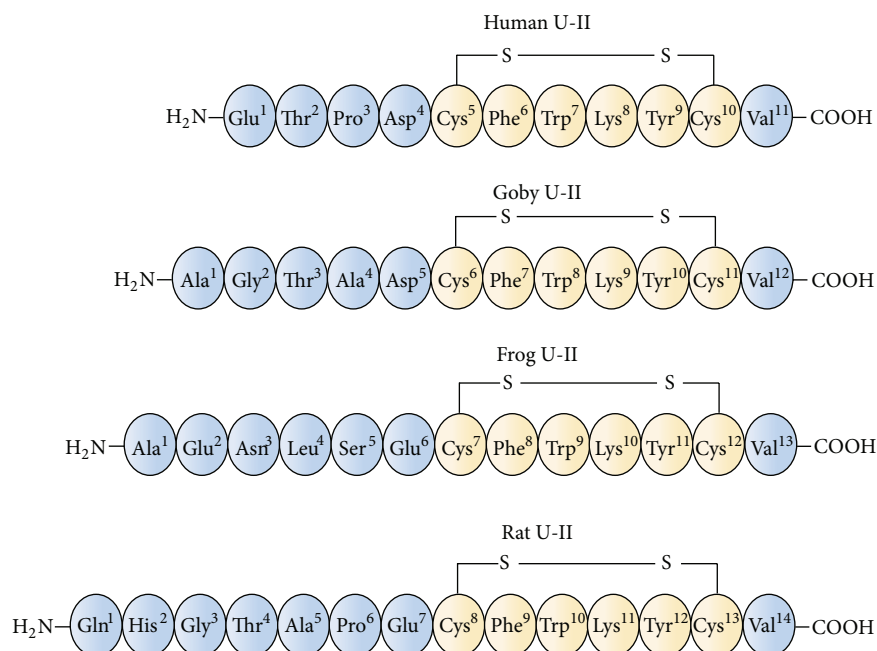 Human U-II
S S
H₂N Glu¹ Thr² Pro³ Asp⁴ Cys⁵ Phe⁶ Trp⁷ Lys⁸ Tyr⁹ Cys¹⁰ Val¹¹ COOH
Goby U-II
S S
H₂N Ala¹ Gly² Thr³ Ala⁴ Asp⁵ Cys⁶ Phe⁷ Trp⁸ Lys⁹ Tyr¹⁰ Cys¹¹ Val¹² COOH
Frog U-II
S S
H₂N Ala¹ Glu² Asn³ Leu⁴ Ser⁵ Glu⁶ Cys⁷ Phe⁸ Trp⁹ Lys¹⁰ Tyr¹¹ Cys¹² Val¹³ COOH
Rat U-II
S S
H₂N Gln¹ His² Gly³ Thr⁴ Ala⁵ Pro⁶ Glu⁷ Cys⁸ Phe⁹ Trp¹⁰ Lys¹¹ Tyr¹² Cys¹³ Val¹⁴ COOH